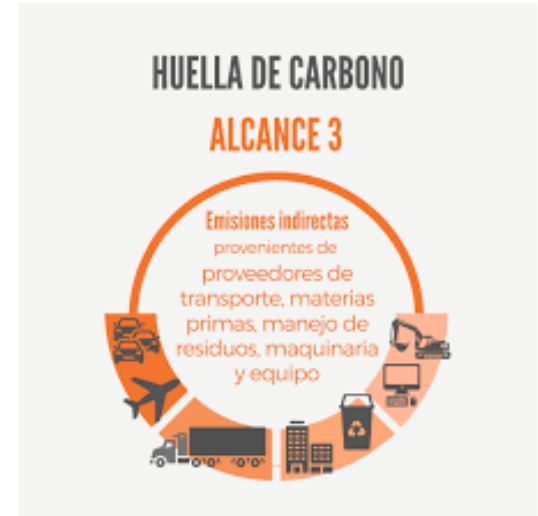 HUELLA DE CARBONO
ALCANCE 3
Emisiones indirectas
provenientes de
proveedores de
transporte, materias
primas, manejo de
residuos, maquinaria
y equipo